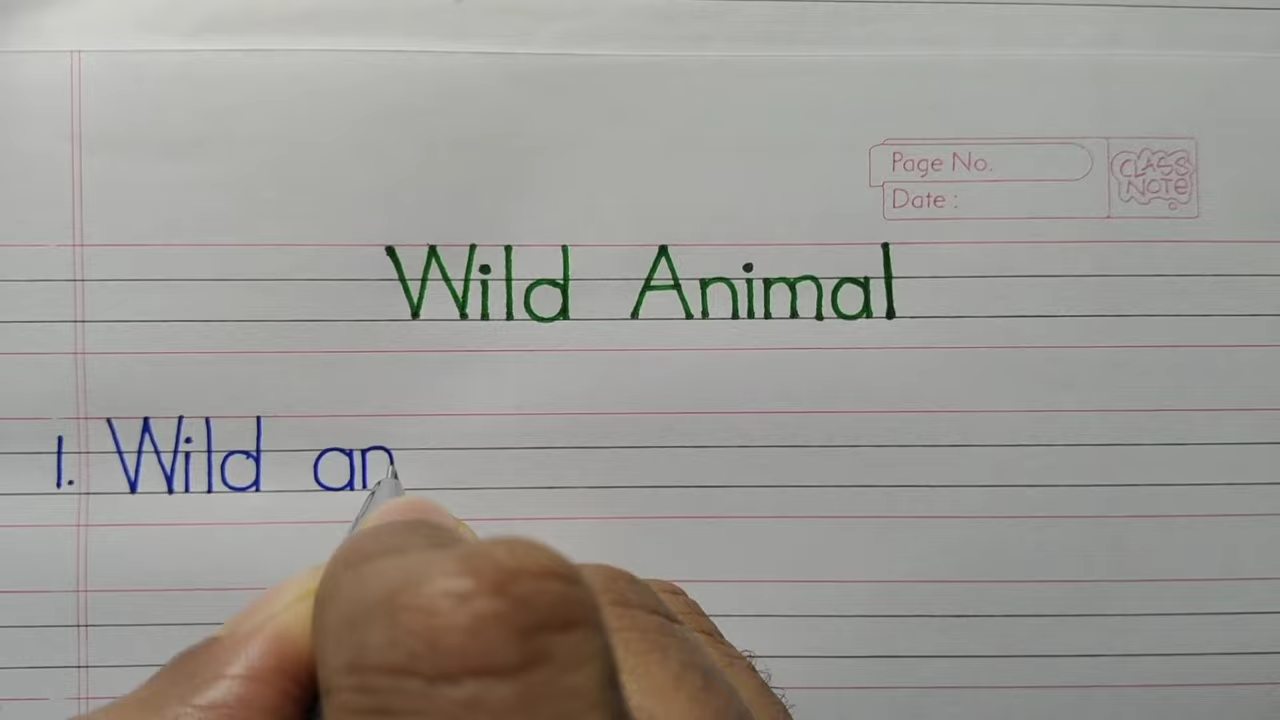 Page No.
CLASS NOTE
Date :
Wild Animal
1. Wild an